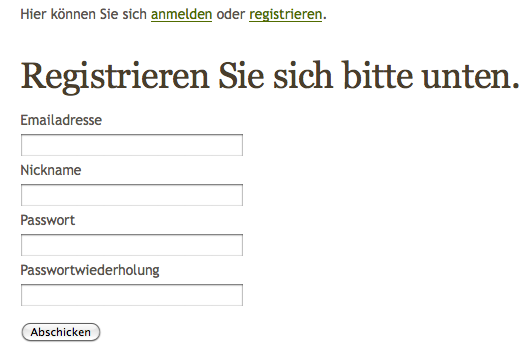 Hier können Sie sich anmelden oder registrieren.
Registrieren Sie sich bitte unten.
Emailadresse
Nickname
Passwort
Passwortwiederholung
Abschicken